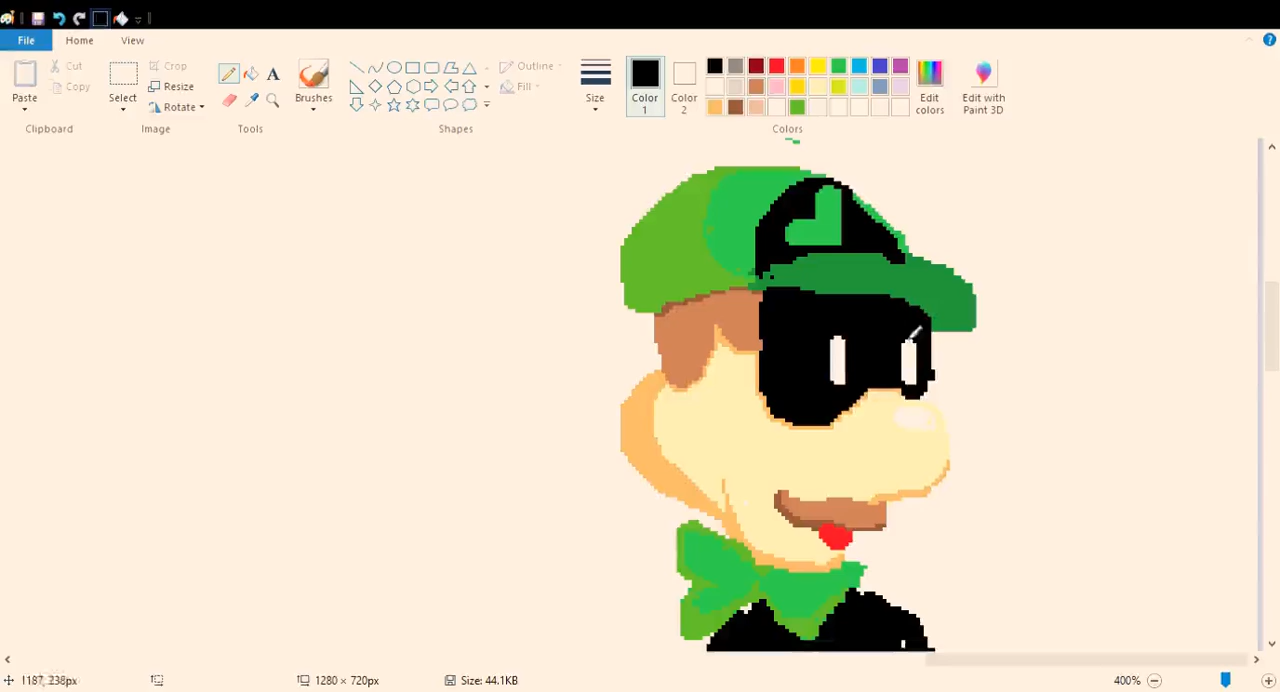 File Home View
Paste Cut Copy
Select Crop Resize Rotate
A
Brushes
Outline Fill
Size
Color 1 Color 2
Edit colors Edit with Paint 3D
Clipboard Image Tools Shapes Colors
1187, 238px 1280 × 720px Size: 44.1KB 400%